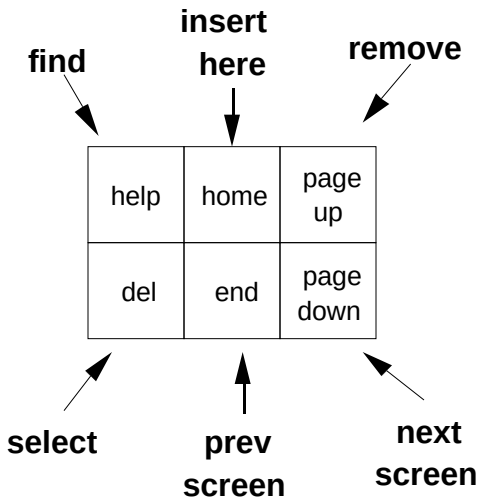 insert
here
find
remove
help
home
page
up
del
end
page
down
select
prev
screen
next
screen